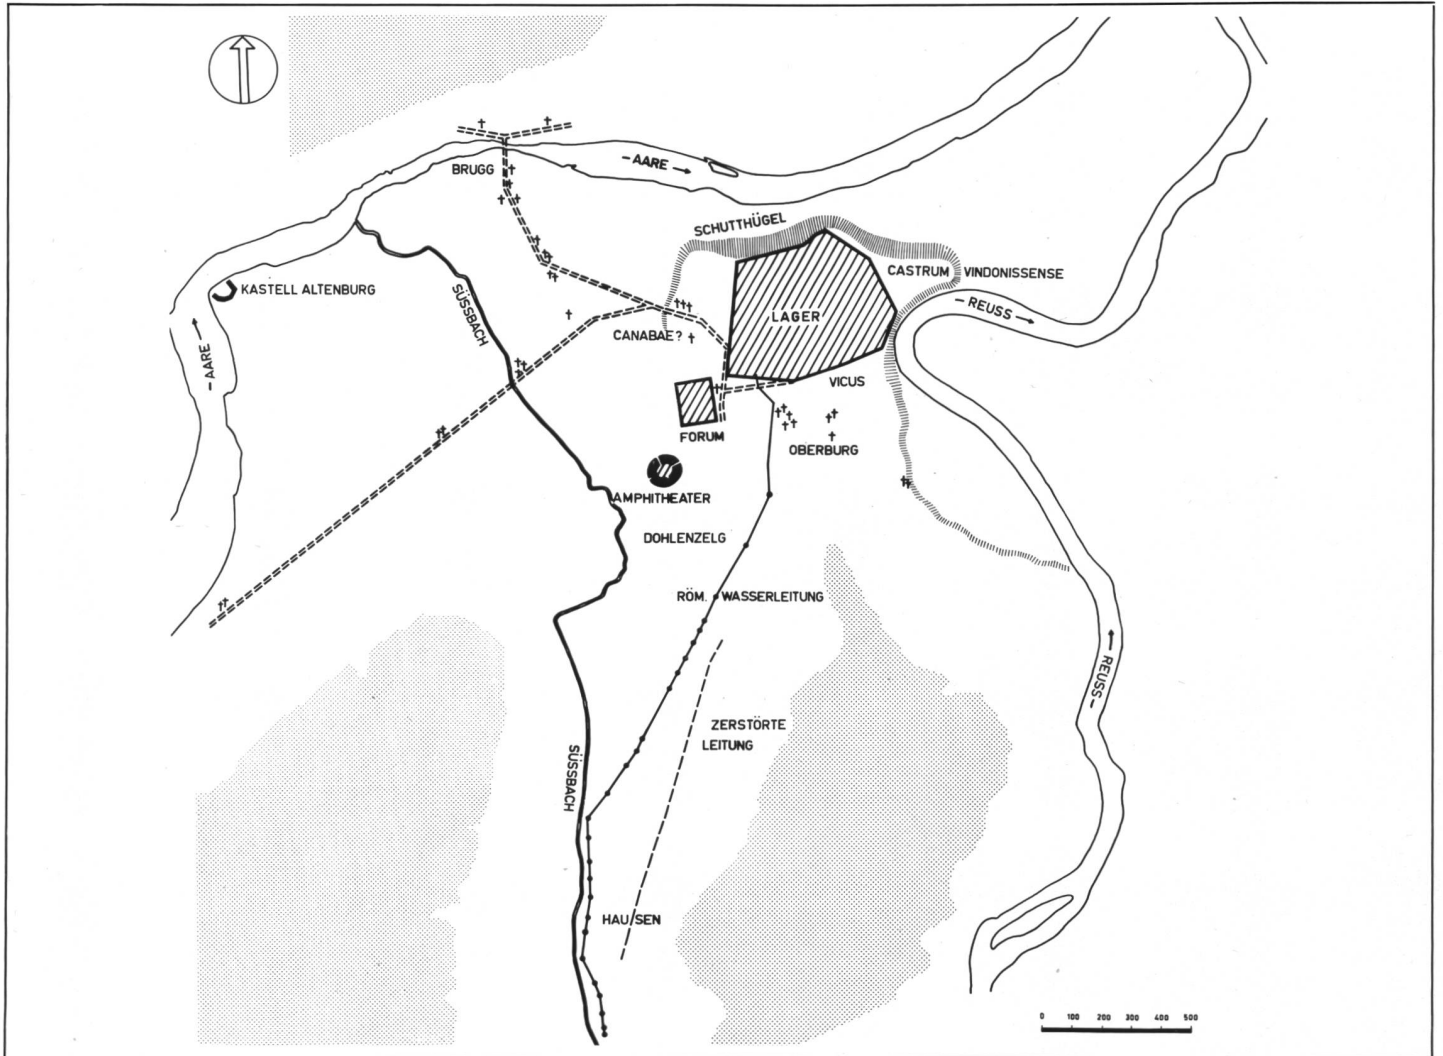 BRUGG
- AARE →
SCHUTTHÜGEL
CASTRUM VINDONISSENSE
KASTELL ALTENBURG
SÜSSBACH
- REUSS →
LAGER
CANABAE?
- AARE →
VICUS
FORUM
OBERBURG
AMPHITHEATER
DOHLENZELG
RÖM. WASSERLEITUNG
REUSS -
ZERSTÖRTE
LEITUNG
SÜSSBACH
HAUSEN
0 100 200 300 400 500